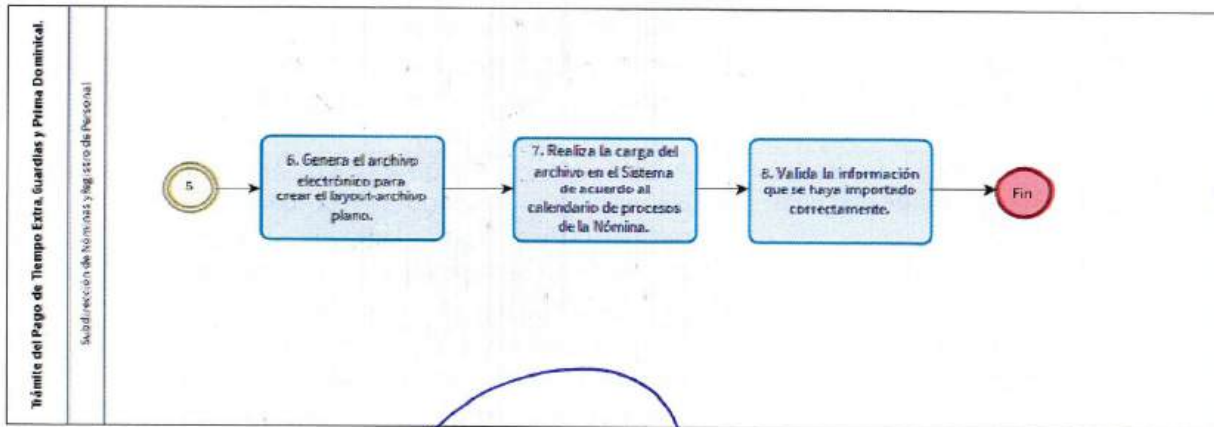 Trámite del Pago de Tiempo Extra, Guardias y Prima Dominical.
Subdirección de Nóminas y Registro de Personal
5
6. Genera el archivo
electrónico para
crear el layout-archivo
plano.
7. Realiza la carga del
archivo en el Sistema
de acuerdo al
calendario de procesos
de la Nómina.
8. Valida la información
que se haya importado
correctamente.
Fin